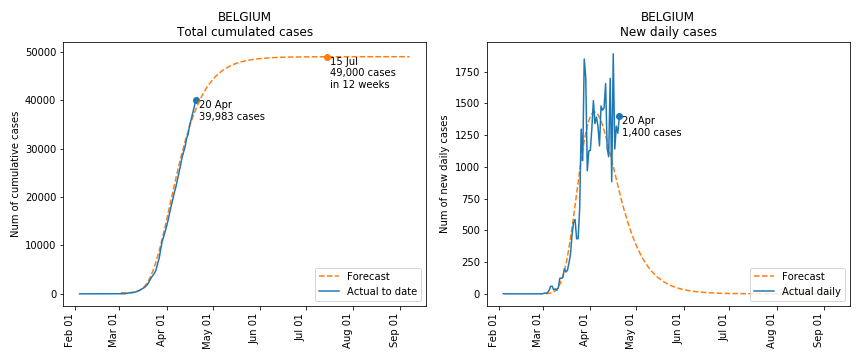 BELGIUM
Total cumulated cases
Num of cumulative cases
50000
40000
30000
20000
10000
0
15 Jul
49,000 cases
in 12 weeks
20 Apr
39,983 cases
Forecast
Actual to date
Feb 01
Mar 01
Apr 01
May 01
Jun 01
Jul 01
Aug 01
Sep 01
BELGIUM
New daily cases
Num of new daily cases
1750
1500
1250
1000
750
500
250
0
20 Apr
1,400 cases
Forecast
Actual daily
Feb 01
Mar 01
Apr 01
May 01
Jun 01
Jul 01
Aug 01
Sep 01